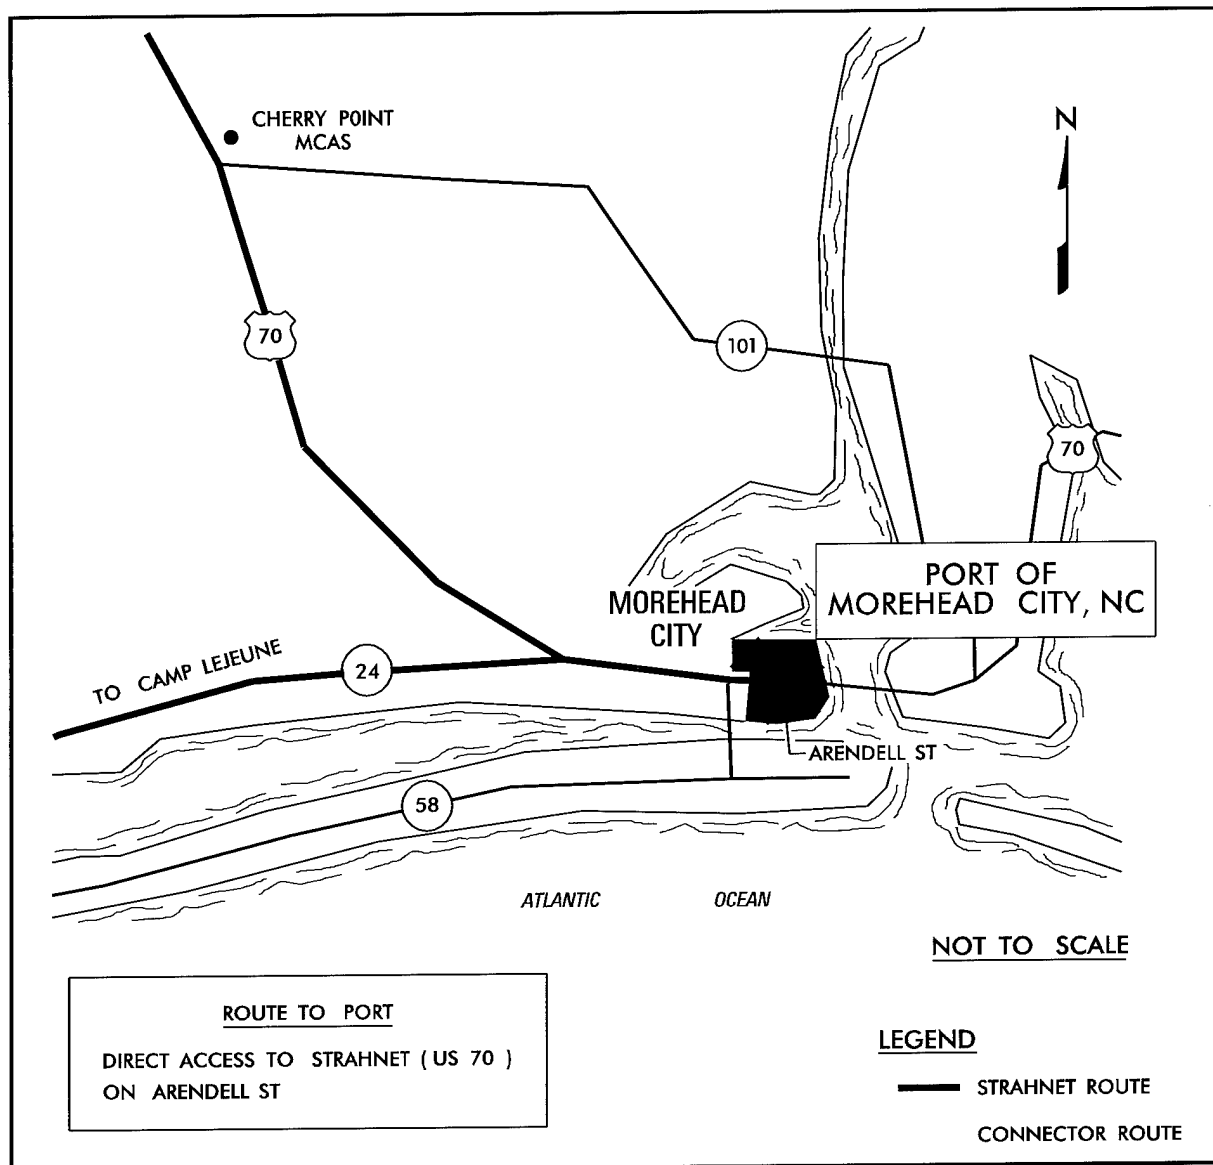 CHERRY POINT
MCAS
N
70
101
70
PORT OF
MOREHEAD CITY, NC
MOREHEAD
CITY
TO CAMP LEJEUNE
24
ARENDELL ST
58
ATLANTIC OCEAN
NOT TO SCALE
ROUTE TO PORT
DIRECT ACCESS TO STRAHNET ( US 70 )
ON ARENDELL ST
LEGEND
STRAHNET ROUTE
CONNECTOR ROUTE